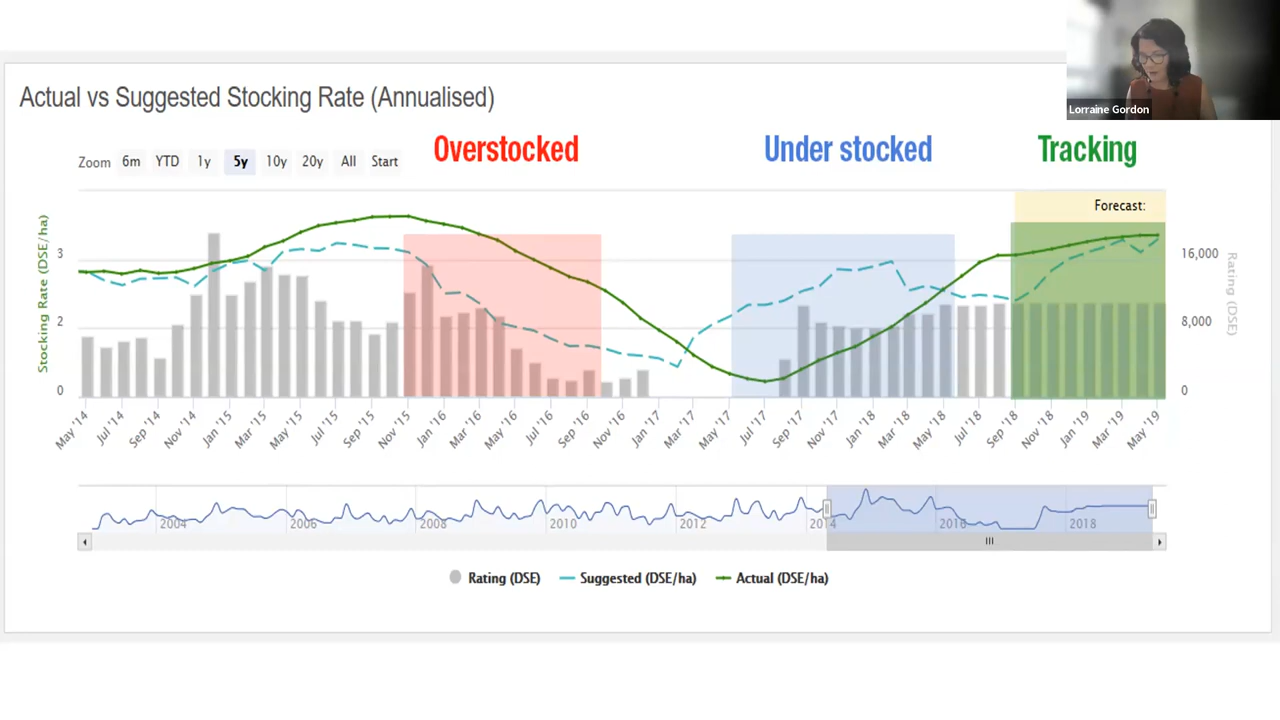 Lorraine Gordon
Actual vs Suggested Stocking Rate (Annualised)
Overstocked
Under stocked
Tracking
Zoom 6m YTD 1y 5y 10y 20y All Start
Forecast:
Stocking Rate (DSE/ha)
3
2
0
16,000
8,000
0
Rating (DSE)
May '14 Jul '14 Sep '14 Nov '14 Jan '15 Mar '15 May '15 Jul '15 Sep '15 Nov '15 Jan '16 Mar '16 May '16 Jul '16 Sep '16 Nov '16 Jan '17 Mar '17 May '17 Jul '17 Sep '17 Nov '17 Jan '18 Mar '18 May '18 Jul '18 Sep '18 Nov '18 Jan '19 Mar '19 May '19
2004 2006 2008 2010 2012 2014 2016 2018
Rating (DSE) Suggested (DSE/ha) Actual (DSE/ha)